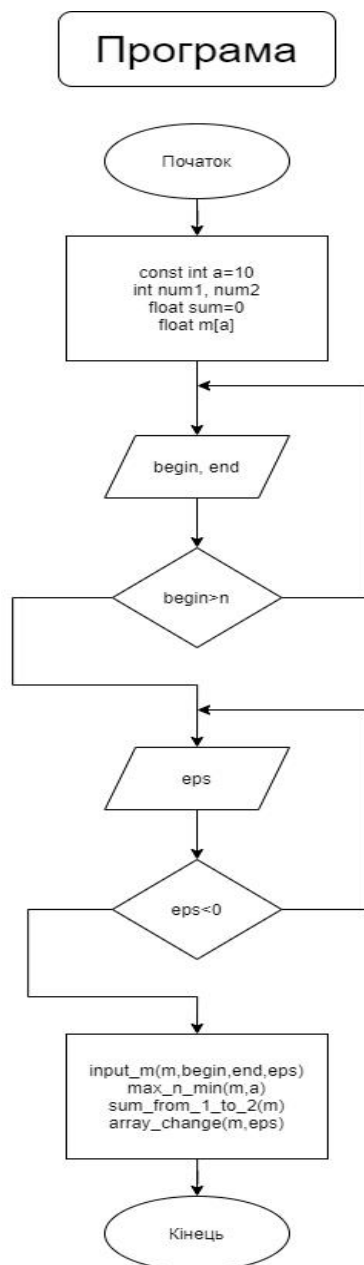 Програма
Початок
const int a=10
int num1, num2
float sum=0
float m[a]
begin, end
begin>n
eps
eps<0
input_m(m,begin,end,eps)
max_n_min(m,a)
sum_from_1_to_2(m)
array_change(m,eps)
Кінець